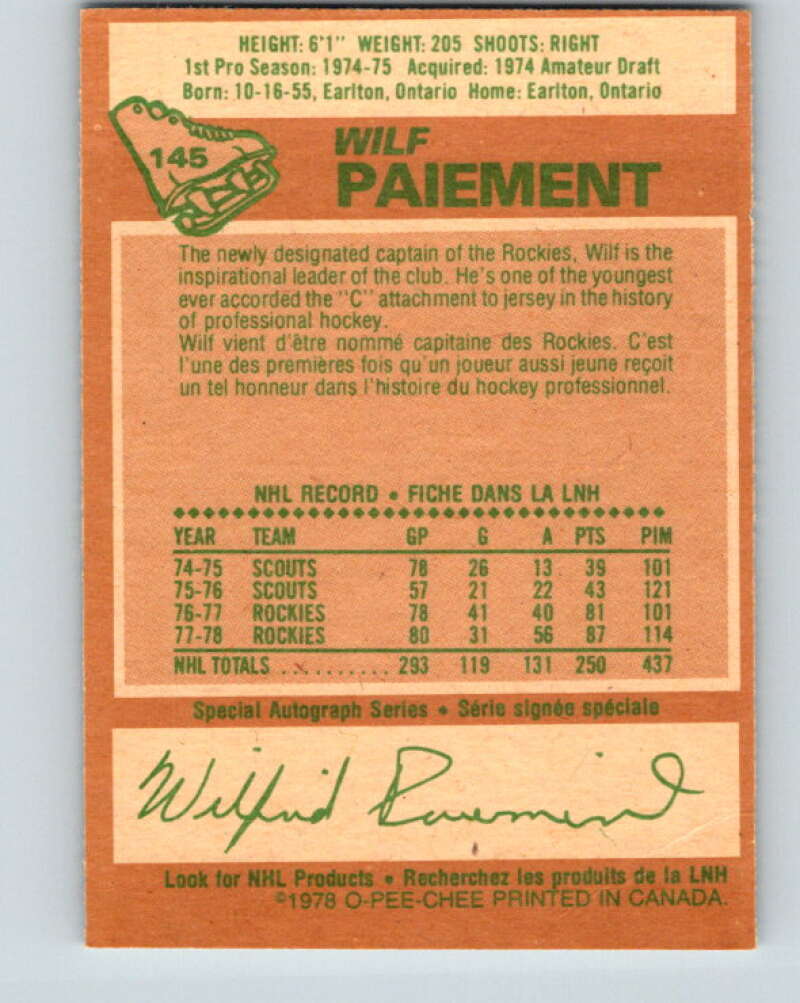 HEIGHT: 6'1" WEIGHT: 205 SHOOTS: RIGHT
1st Pro Season: 1974-75 Acquired: 1974 Amateur Draft
Born: 10-16-55, Earlton, Ontario Home: Earlton, Ontario
145
WILF
PAIEMENT
The newly designated captain of the Rockies, Wilf is the
inspirational leader of the club. He's one of the youngest
ever accorded the "C" attachment to jersey in the history
of professional hockey.
Wilf vient d'être nommé capitaine des Rockies. C'est
l'une des premières fois qu'un joueur aussi jeune reçoit
un tel honneur dans l'histoire du hockey professionnel.
NHL RECORD • FICHE DANS LA LNH
YEAR TEAM GP G A PTS PIM
74-75 SCOUTS 78 26 13 39 101
75-76 SCOUTS 57 21 22 43 121
76-77 ROCKIES 78 41 40 81 101
77-78 ROCKIES 80 31 56 87 114
NHL TOTALS .......... 293 119 131 250 437
Special Autograph Series • Série signée spéciale
Wilfrid Paiement
Look for NHL Products • Recherchez les produits de la LNH
©1978 O-PEE-CHEE PRINTED IN CANADA.